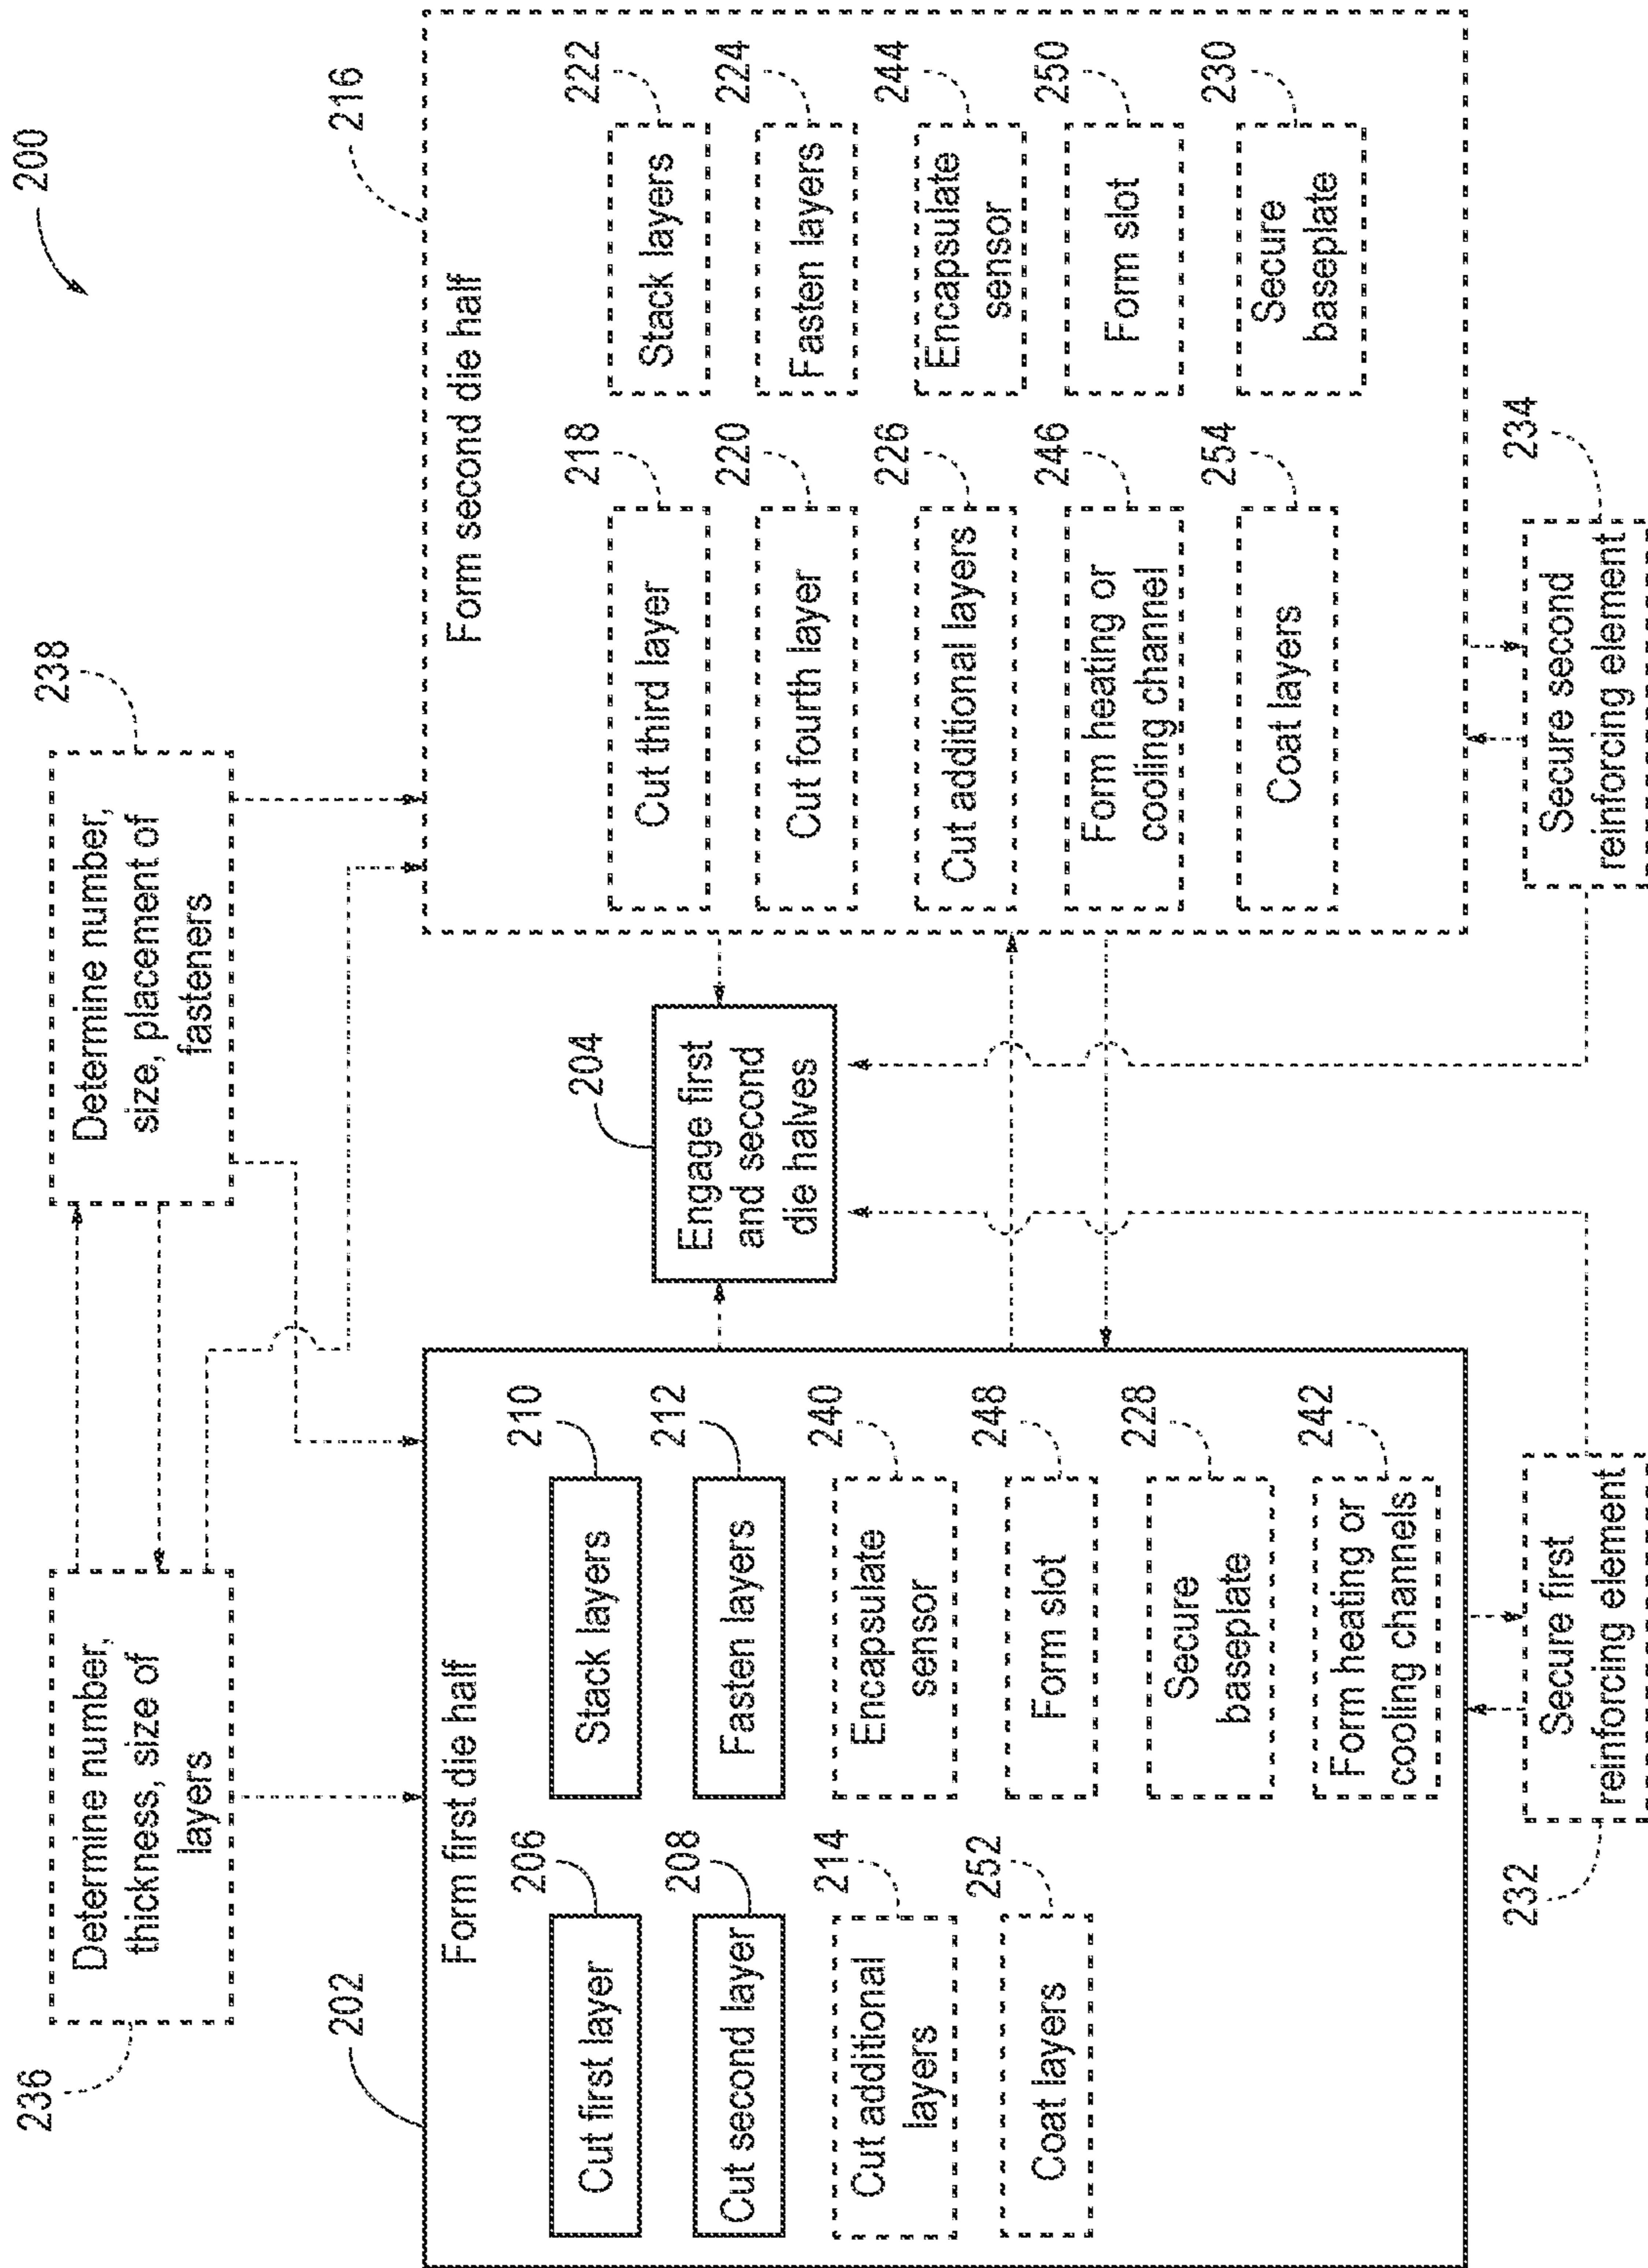 200
236
Determine number,
thickness, size of
layers
238
Determine number,
size, placement of
fasteners
202
Form first die half
206
Cut first layer
208
Cut second layer
214
Cut additional
layers
252
Coat layers
210
Stack layers
212
Fasten layers
240
Encapsulate
sensor
248
Form slot
228
Secure
baseplate
242
Form heating or
cooling channels
204
Engage first
and second
die halves
216
Form second die half
218
Cut third layer
220
Cut fourth layer
226
Cut additional layers
246
Form heating or
cooling channel
254
Coat layers
222
Stack layers
224
Fasten layers
244
Encapsulate
sensor
250
Form slot
230
Secure
baseplate
232
Secure first
reinforcing element
234
Secure second
reinforcing element